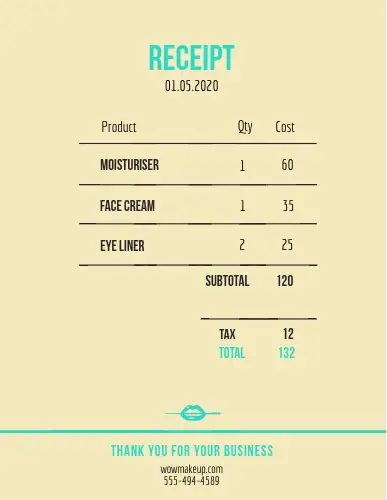 RECEIPT
01.05.2020
Product Qty Cost
MOISTURISER 1 60
FACE CREAM 1 35
EYE LINER 2 25
SUBTOTAL 120
TAX 12
TOTAL 132
THANK YOU FOR YOUR BUSINESS
wowmakeup.com
555-494-4589